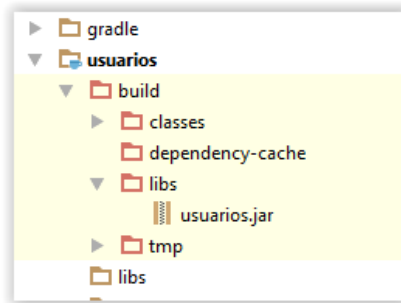 gradle
usuarios
build
classes
dependency-cache
libs
usuarios.jar
tmp
libs